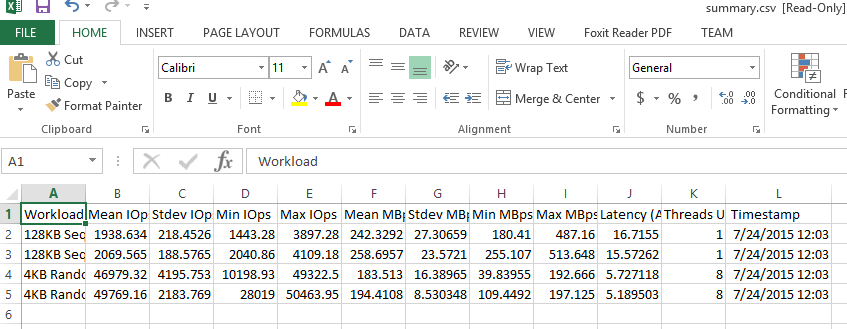 summary.csv [Read-Only]
FILE HOME INSERT PAGE LAYOUT FORMULAS DATA REVIEW VIEW Foxit Reader PDF TEAM
Paste
Cut
Copy
Format Painter
Clipboard
Calibri 11 A A
B I U A
Font
Wrap Text
Merge & Center
Alignment
General
$ % , .0 .00 .00 .0
Number
Conditional
Formatting
A1 fx Workload
A B C D E F G H I J K L
1 Workload Mean IOp Stdev IOp Min IOps Max IOps Mean MBp Stdev MBp Min MBps Max MBps Latency (A Threads U Timestamp
2 128KB Seq 1938.634 218.4526 1443.28 3897.28 242.3292 27.30659 180.41 487.16 16.7155 1 7/24/2015 12:03
3 128KB Seq 2069.565 188.5765 2040.86 4109.18 258.6957 23.5721 255.107 513.648 15.57262 1 7/24/2015 12:03
4 4KB Rando 46979.32 4195.753 10198.93 49322.5 183.513 16.38965 39.83955 192.666 5.727118 8 7/24/2015 12:03
5 4KB Rando 49769.16 2183.769 28019 50463.95 194.4108 8.530348 109.4492 197.125 5.189503 8 7/24/2015 12:03
6